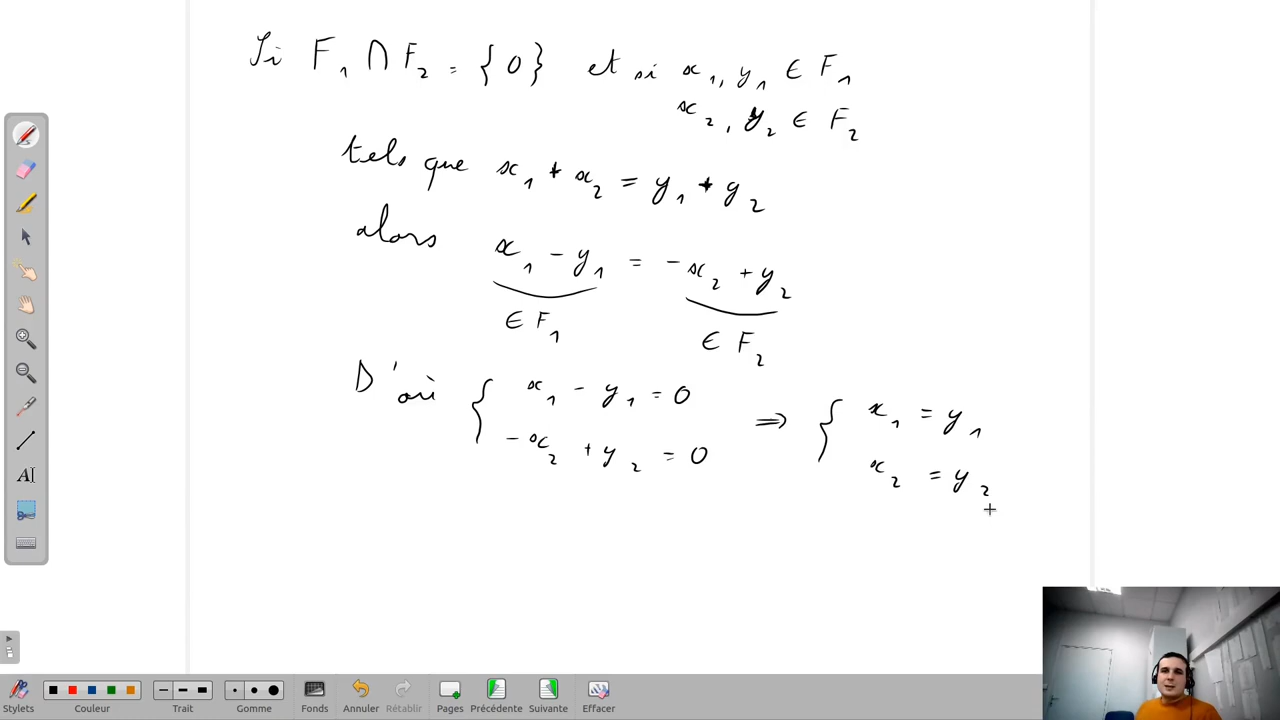 Si F₁ ∩ F₂ = {0} et si x₁, y₁ ∈ F₁
x₂, y₂ ∈ F₂
tels que x₁ + x₂ = y₁ + y₂
alors x₁ - y₁ = -x₂ + y₂
∈ F₁ ∈ F₂
D'où { x₁ - y₁ = 0 ⇒ { x₁ = y₁
-x₂ + y₂ = 0 x₂ = y₂
A
Stylets Couleur Trait Gomme Fonds Annuler Rétablir Pages Précédente Suivante Effacer